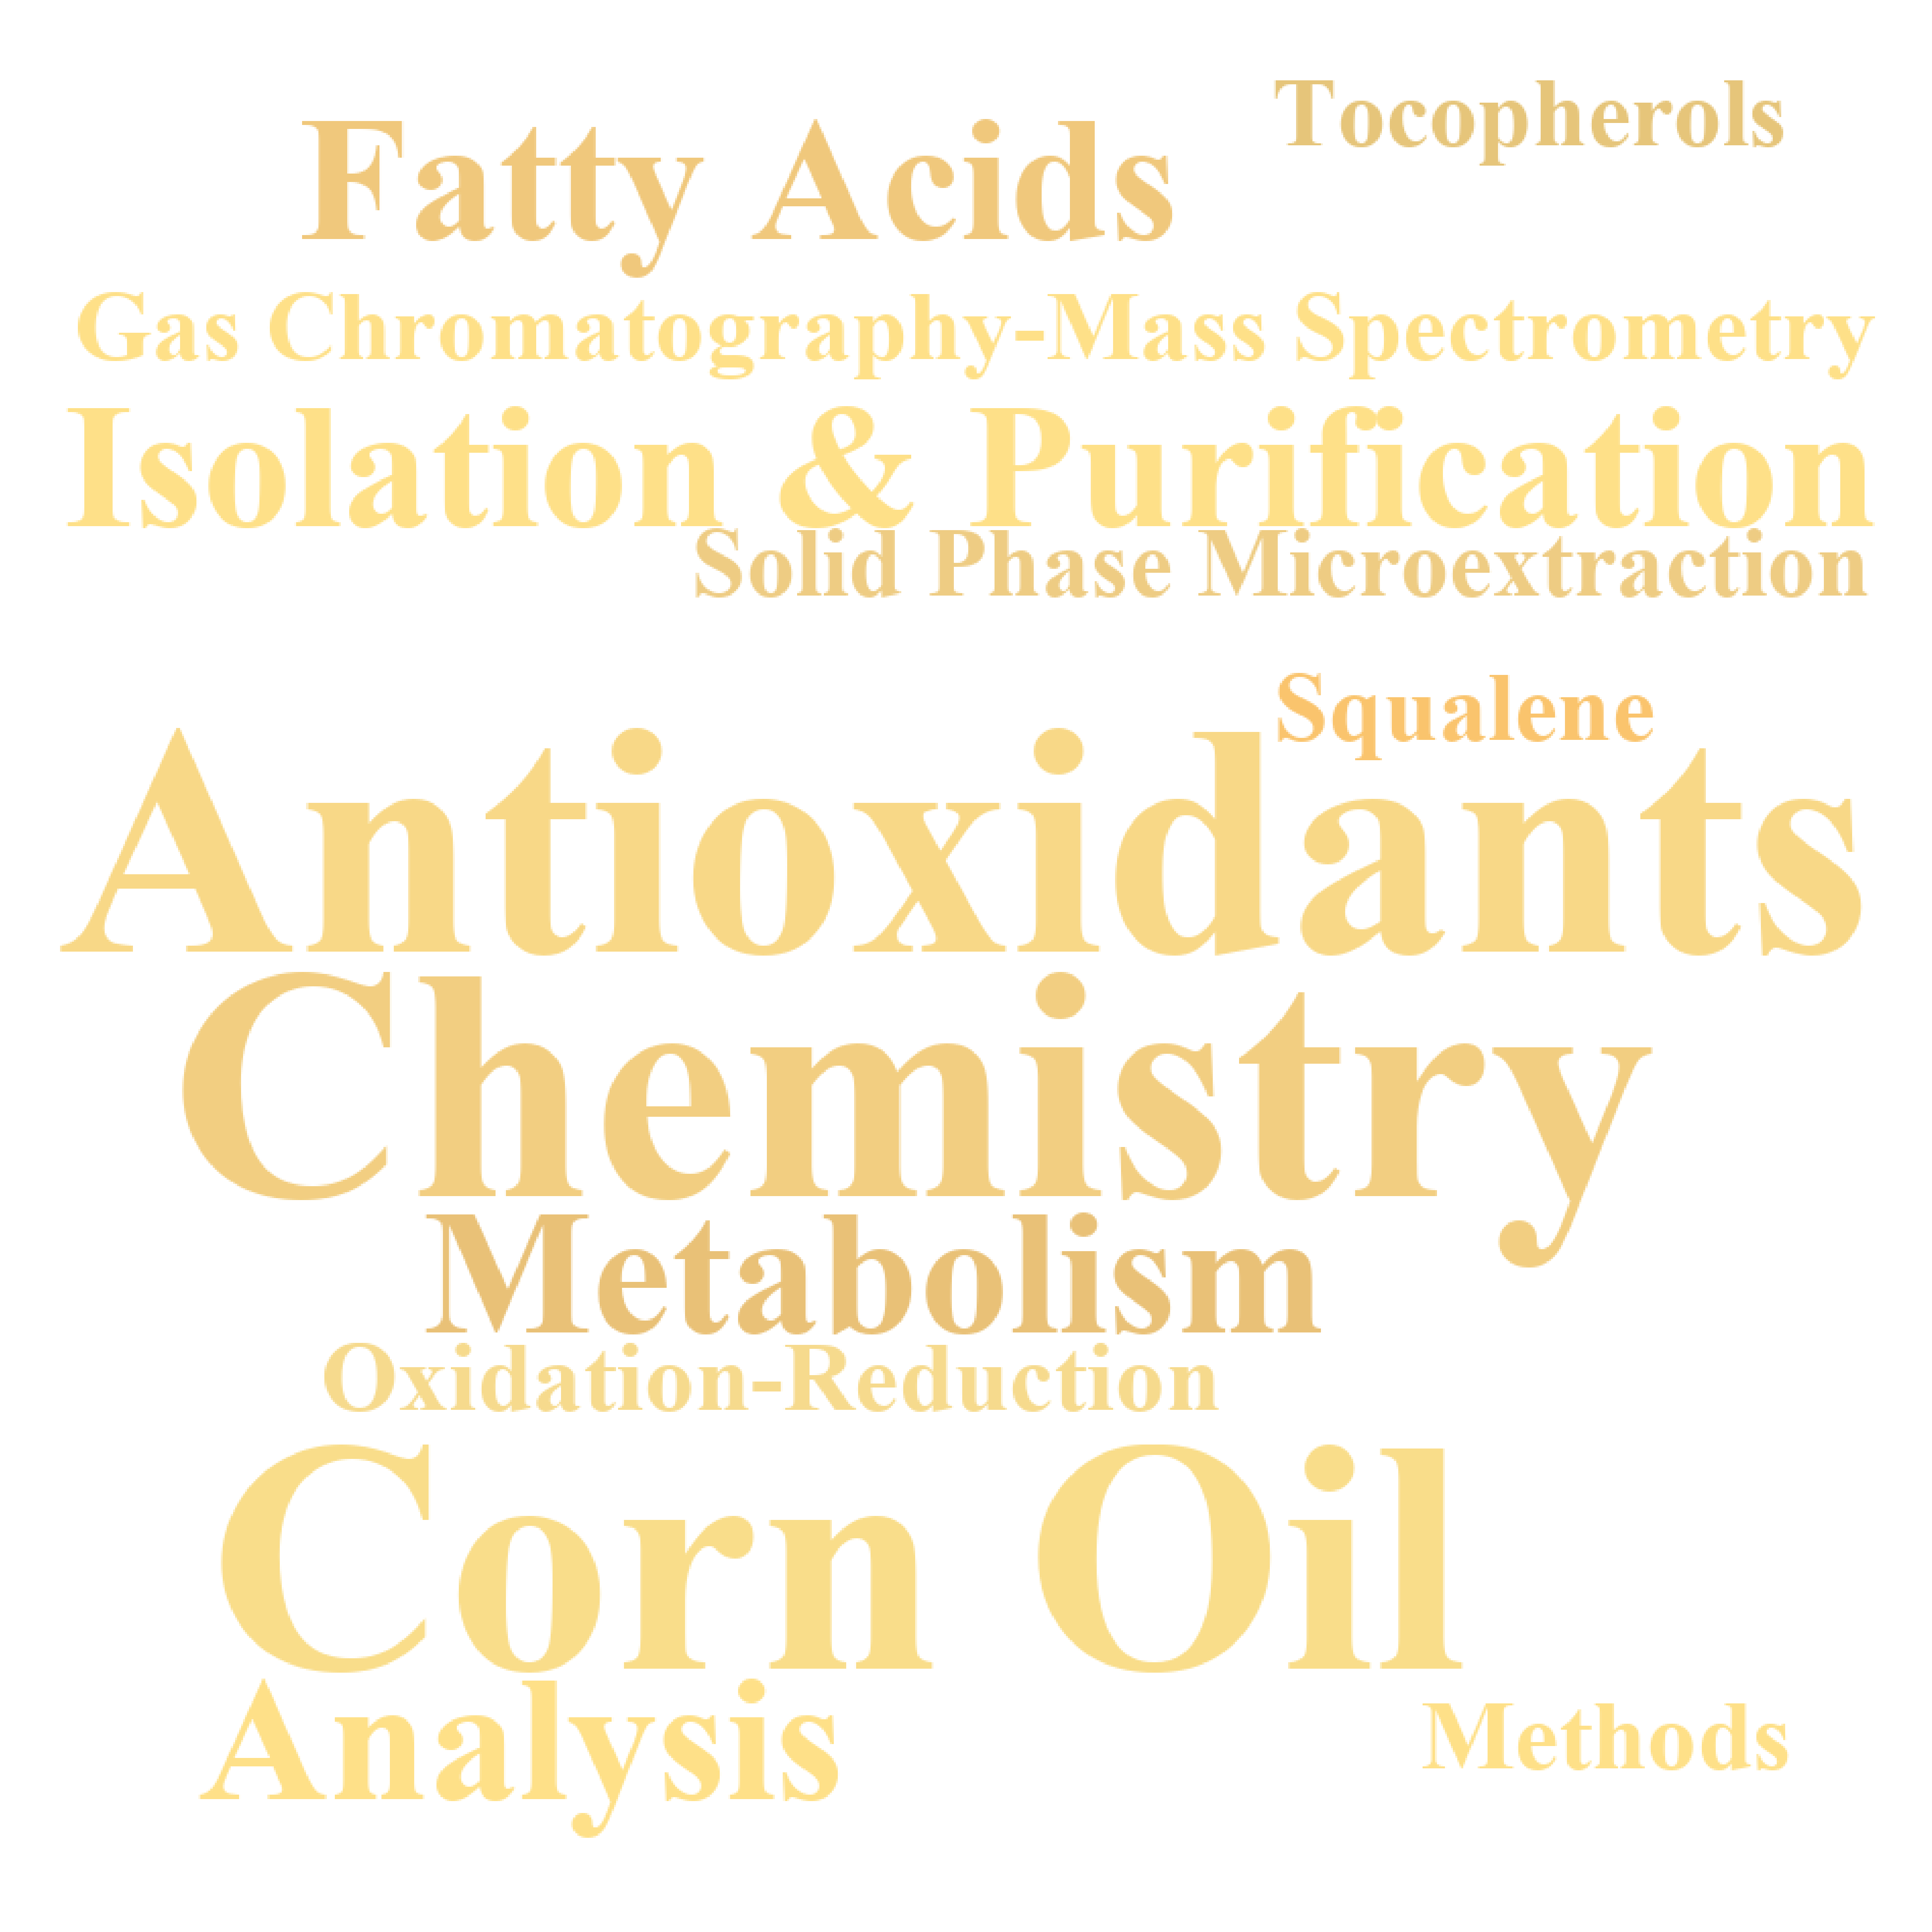 Tocopherols
Fatty Acids
Gas Chromatography-Mass Spectrometry
Isolation & Purification
Solid Phase Microextraction
Squalene
Antioxidants
Chemistry
Metabolism
Oxidation-Reduction
Corn Oil
Analysis
Methods